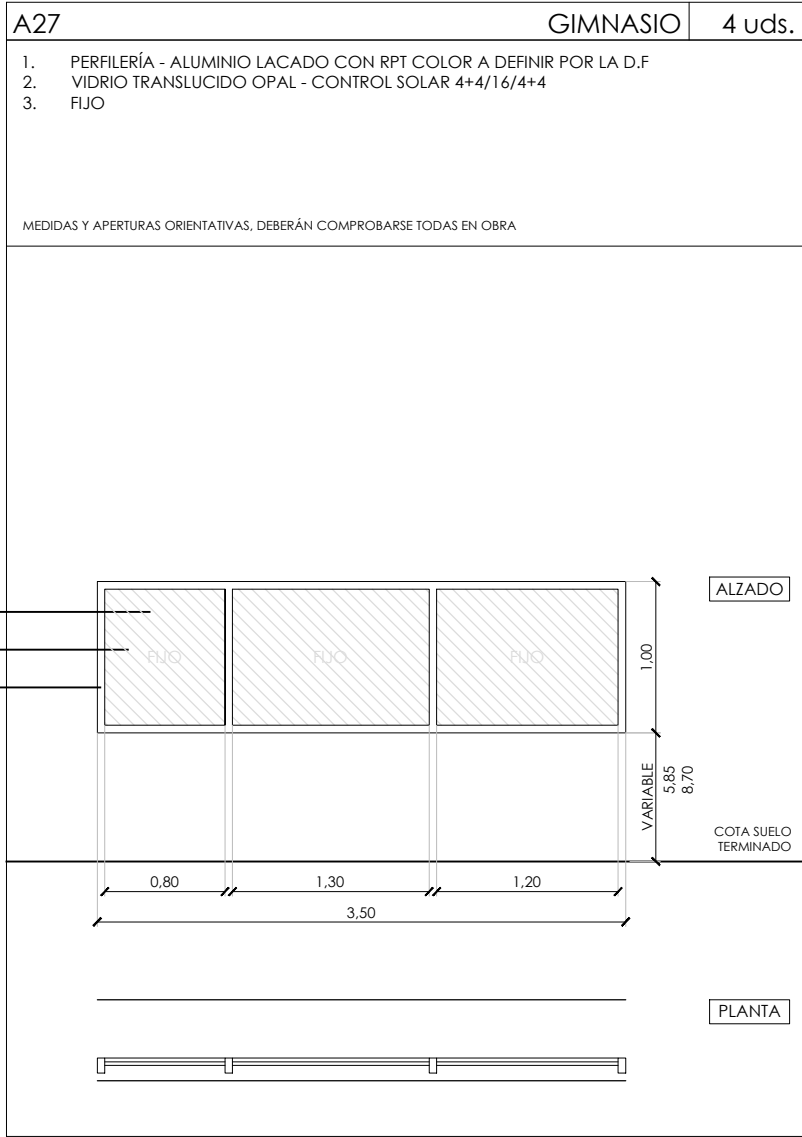 A27 GIMNASIO 4 uds.
1. PERFILERÍA - ALUMINIO LACADO CON RPT COLOR A DEFINIR POR LA D.F
2. VIDRIO TRANSLUCIDO OPAL - CONTROL SOLAR 4+4/16/4+4
3. FIJO
MEDIDAS Y APERTURAS ORIENTATIVAS, DEBERÁN COMPROBARSE TODAS EN OBRA
ALZADO
FIJO FIJO FIJO
1,00
VARIABLE
5,85
8,70
COTA SUELO
TERMINADO
0,80 1,30 1,20
3,50
PLANTA